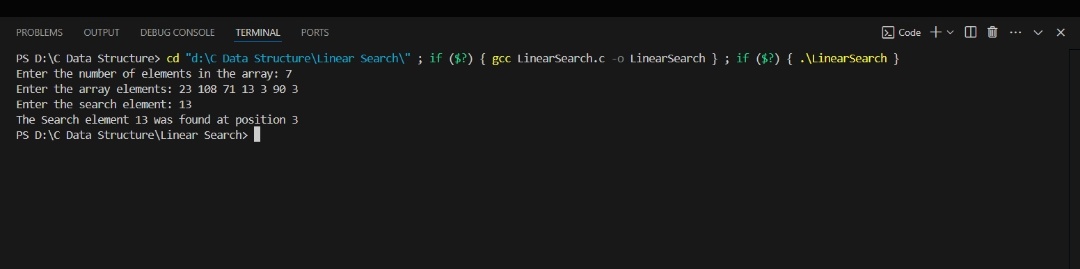 PROBLEMS OUTPUT DEBUG CONSOLE TERMINAL PORTS Code
PS D:\C Data Structure> cd "d:\C Data Structure\Linear Search\" ; if ($?) { gcc LinearSearch.c -o LinearSearch } ; if ($?) { .\LinearSearch }
Enter the number of elements in the array: 7
Enter the array elements: 23 108 71 13 3 90 3
Enter the search element: 13
The Search element 13 was found at position 3
PS D:\C Data Structure\Linear Search>